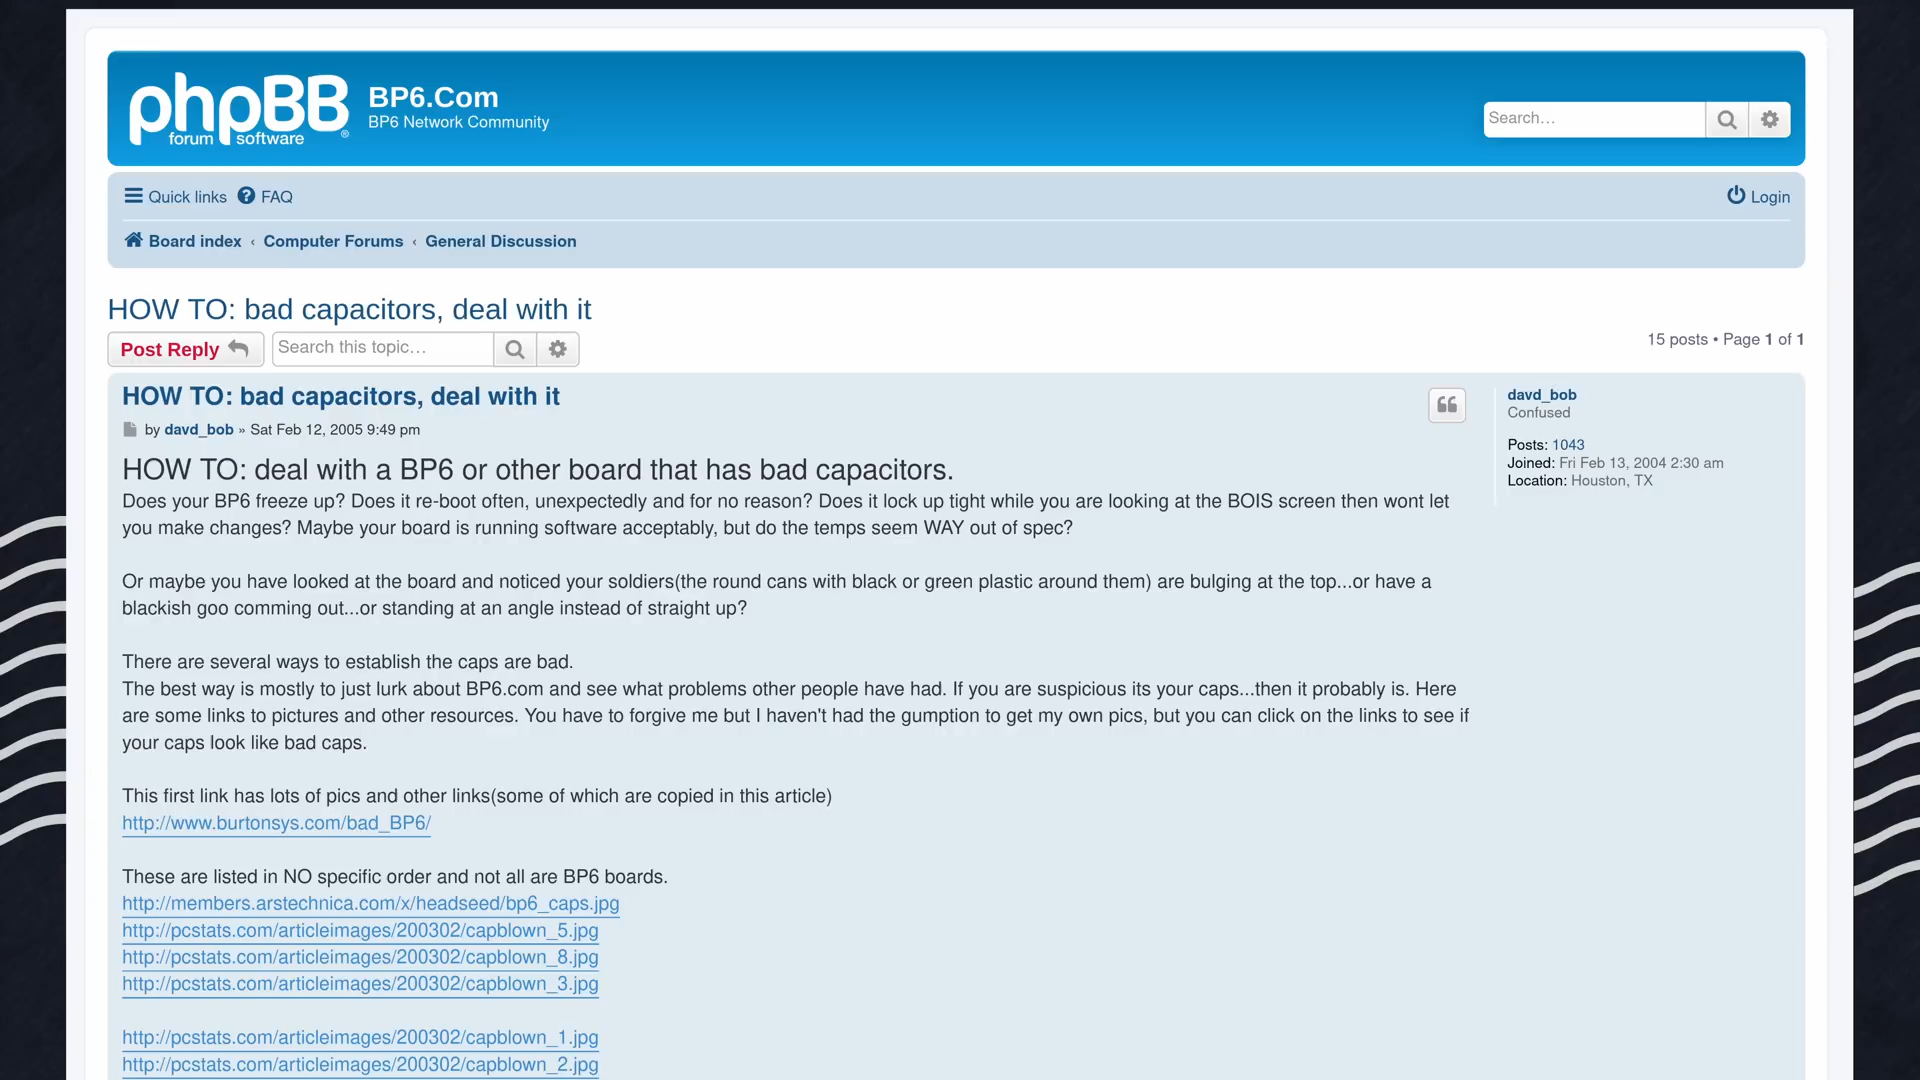 phpBB
forum software
BP6.Com
BP6 Network Community
Search…
Quick links FAQ
Login
Board index ‹ Computer Forums ‹ General Discussion
HOW TO: bad capacitors, deal with it
Post Reply Search this topic…
15 posts • Page 1 of 1
HOW TO: bad capacitors, deal with it
by davd_bob » Sat Feb 12, 2005 9:49 pm
davd_bob
Confused
Posts: 1043
Joined: Fri Feb 13, 2004 2:30 am
Location: Houston, TX
HOW TO: deal with a BP6 or other board that has bad capacitors.
Does your BP6 freeze up? Does it re-boot often, unexpectedly and for no reason? Does it lock up tight while you are looking at the BOIS screen then wont let
you make changes? Maybe your board is running software acceptably, but do the temps seem WAY out of spec?
Or maybe you have looked at the board and noticed your soldiers(the round cans with black or green plastic around them) are bulging at the top...or have a
blackish goo comming out...or standing at an angle instead of straight up?
There are several ways to establish the caps are bad.
The best way is mostly to just lurk about BP6.com and see what problems other people have had. If you are suspicious its your caps...then it probably is. Here
are some links to pictures and other resources. You have to forgive me but I haven't had the gumption to get my own pics, but you can click on the links to see if
your caps look like bad caps.
This first link has lots of pics and other links(some of which are copied in this article)
http://www.burtonsys.com/bad_BP6/
These are listed in NO specific order and not all are BP6 boards.
http://members.arstechnica.com/x/headseed/bp6_caps.jpg
http://pcstats.com/articleimages/200302/capblown_5.jpg
http://pcstats.com/articleimages/200302/capblown_8.jpg
http://pcstats.com/articleimages/200302/capblown_3.jpg
http://pcstats.com/articleimages/200302/capblown_1.jpg
http://pcstats.com/articleimages/200302/capblown_2.jpg